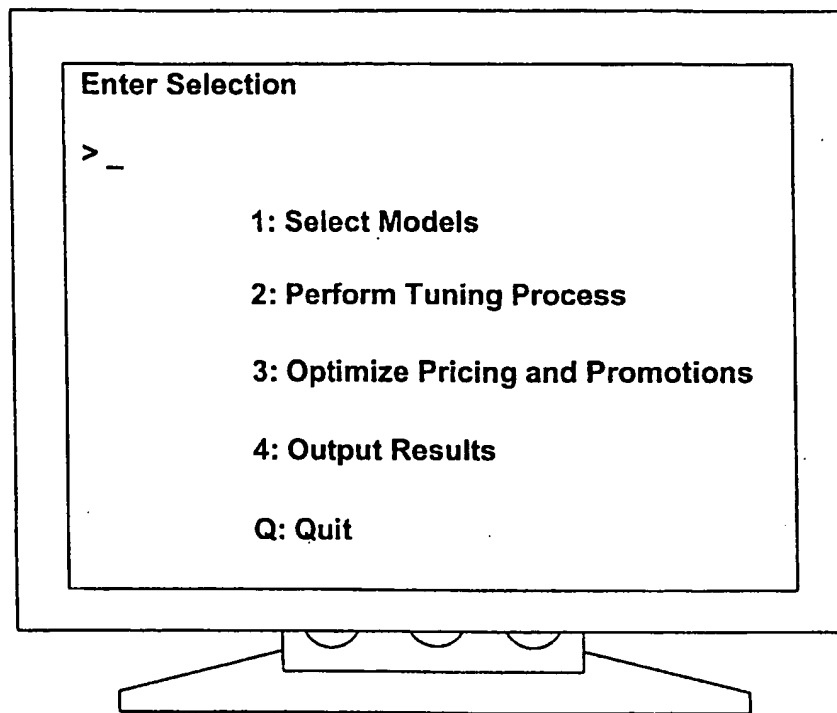 Enter Selection
>_
1: Select Models
2: Perform Tuning Process
3: Optimize Pricing and Promotions
4: Output Results
Q: Quit